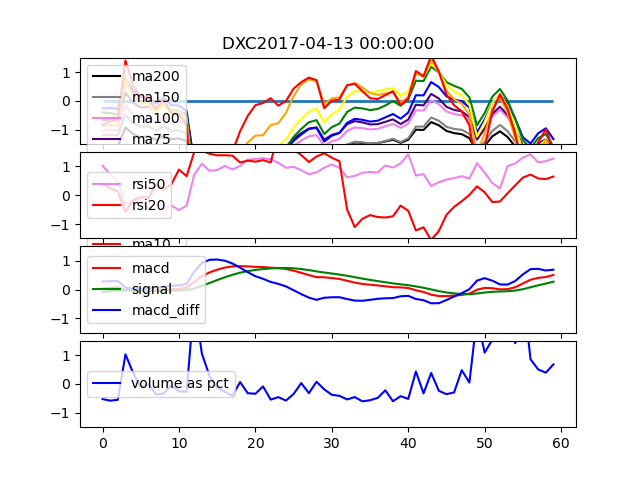 DXC2017-04-13 00:00:00
1
0
−1
ma200
ma150
ma100
ma75
1
0
−1
rsi50
rsi20
ma10
1
0
−1
macd
signal
macd_diff
1
0
−1
volume as pct
0 10 20 30 40 50 60